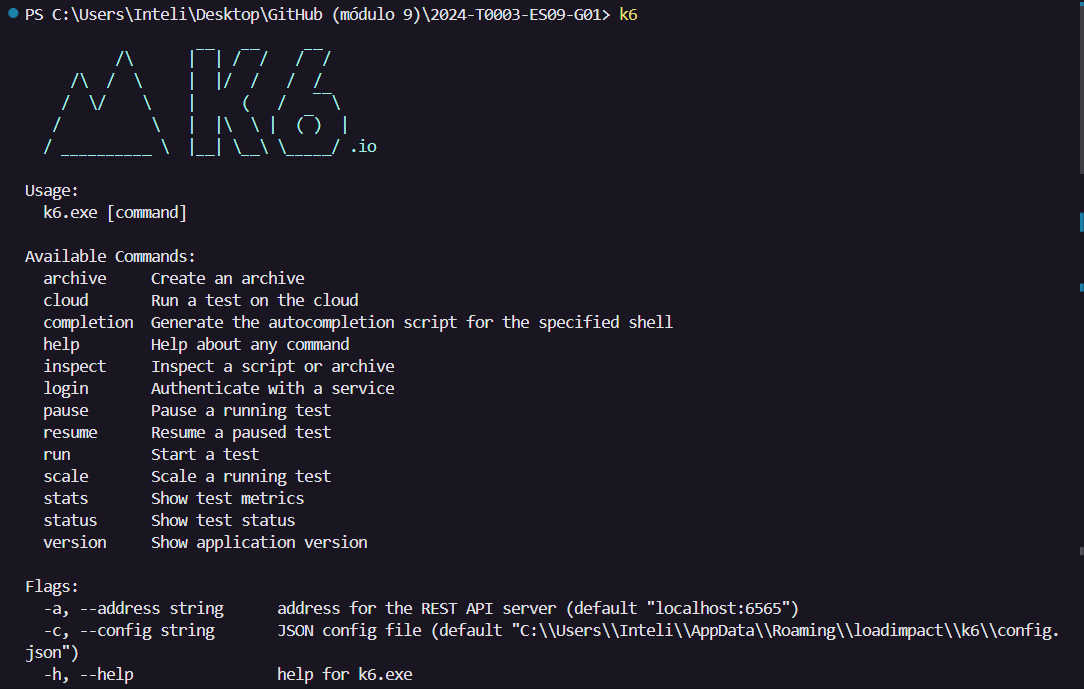 PS C:\Users\Inteli\Desktop\GitHub (módulo 9)\2024-T0003-ES09-G01> k6
K6 .io
Usage:
k6.exe [command]
Available Commands:
archive Create an archive
cloud Run a test on the cloud
completion Generate the autocompletion script for the specified shell
help Help about any command
inspect Inspect a script or archive
login Authenticate with a service
pause Pause a running test
resume Resume a paused test
run Start a test
scale Scale a running test
stats Show test metrics
status Show test status
version Show application version
Flags:
-a, --address string address for the REST API server (default "localhost:6565")
-c, --config string JSON config file (default "C:\\Users\\Inteli\\AppData\\Roaming\\loadimpact\\k6\\config.
json")
-h, --help help for k6.exe